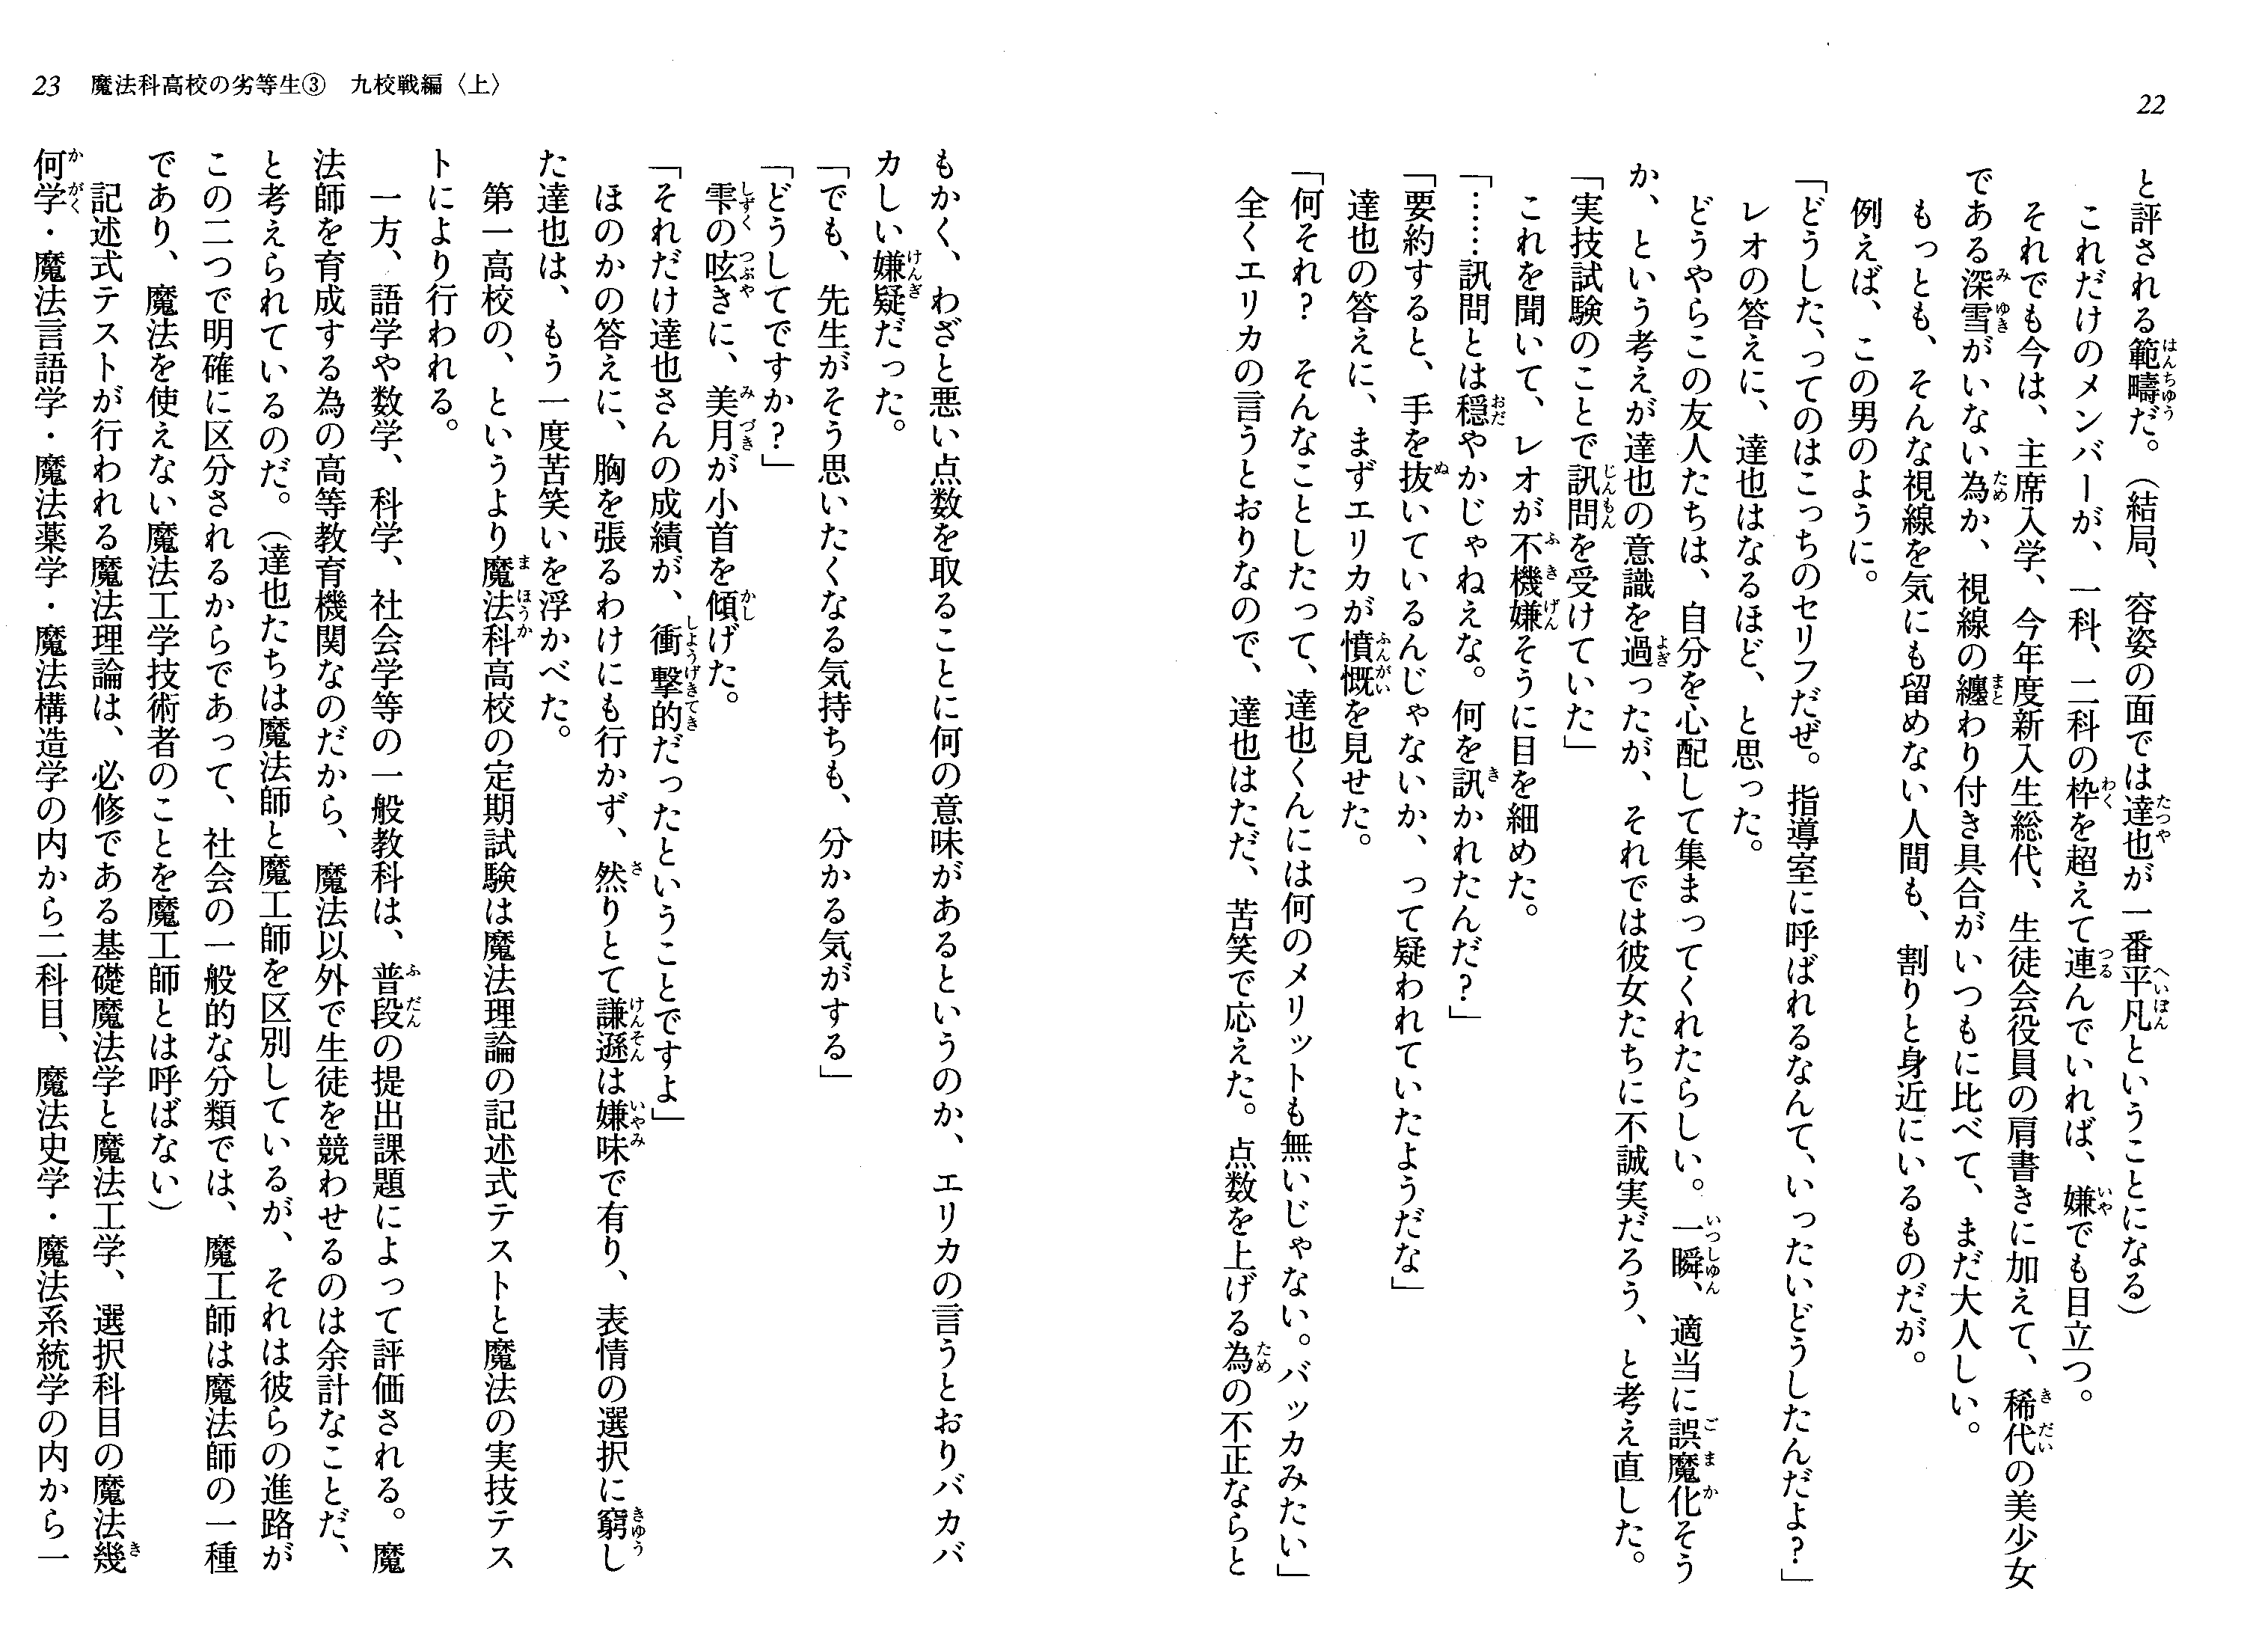 22
と評される範疇だ。（結局、容姿の面では達也が一番平凡ということになる）
これだけのメンバーが、一科、二科の枠を超えて連んでいれば、嫌でも目立つ。
それでも今は、主席入学、今年度新入生総代、生徒会役員の肩書きに加えて、稀代の美少女
である深雪がいない為か、視線の纏わり付き具合がいつもに比べて、まだ大人しい。
もっとも、そんな視線を気にも留めない人間も、割りと身近にいるものだが。
例えば、この男のように。
「どうした、ってのはこっちのセリフだぜ。指導室に呼ばれるなんて、いったいどうしたんだよ？」
レオの答えに、達也はなるほど、と思った。
どうやらこの友人たちは、自分を心配して集まってくれたらしい。一瞬、適当に誤魔化そう
か、という考えが達也の意識を過ったが、それでは彼女たちに不誠実だろう、と考え直した。
「実技試験のことで訊問を受けていた」
これを聞いて、レオが不機嫌そうに目を細めた。
「……訊問とは穏やかじゃねえな。何を訊かれたんだ？」
「要約すると、手を抜いているんじゃないか、って疑われていたようだな」
達也の答えに、まずエリカが憤慨を見せた。
「何それ？　そんなことしたって、達也くんには何のメリットも無いじゃない。バッカみたい」
全くエリカの言うとおりなので、達也はただ、苦笑で応えた。点数を上げる為の不正ならと
23　魔法科高校の劣等生③　九校戦編〈上〉
もかく、わざと悪い点数を取ることに何の意味があるというのか、エリカの言うとおりバカバ
カしい嫌疑だった。
「でも、先生がそう思いたくなる気持ちも、分かる気がする」
「どうしてですか？」
雫の呟きに、美月が小首を傾げた。
「それだけ達也さんの成績が、衝撃的だったということですよ」
ほのかの答えに、胸を張るわけにも行かず、然りとて謙遜は嫌味で有り、表情の選択に窮し
た達也は、もう一度苦笑いを浮かべた。
第一高校の、というより魔法科高校の定期試験は魔法理論の記述式テストと魔法の実技テス
トにより行われる。
一方、語学や数学、科学、社会学等の一般教科は、普段の提出課題によって評価される。魔
法師を育成する為の高等教育機関なのだから、魔法以外で生徒を競わせるのは余計なことだ、
と考えられているのだ。（達也たちは魔法師と魔工師を区別しているが、それは彼らの進路が
この二つで明確に区分されるからであって、社会の一般的な分類では、魔工師は魔法師の一種
であり、魔法を使えない魔法工学技術者のことを魔工師とは呼ばない）
記述式テストが行われる魔法理論は、必修である基礎魔法学と魔法工学、選択科目の魔法幾
何学・魔法言語学・魔法薬学・魔法構造学の内から二科目、魔法史学・魔法系統学の内から一